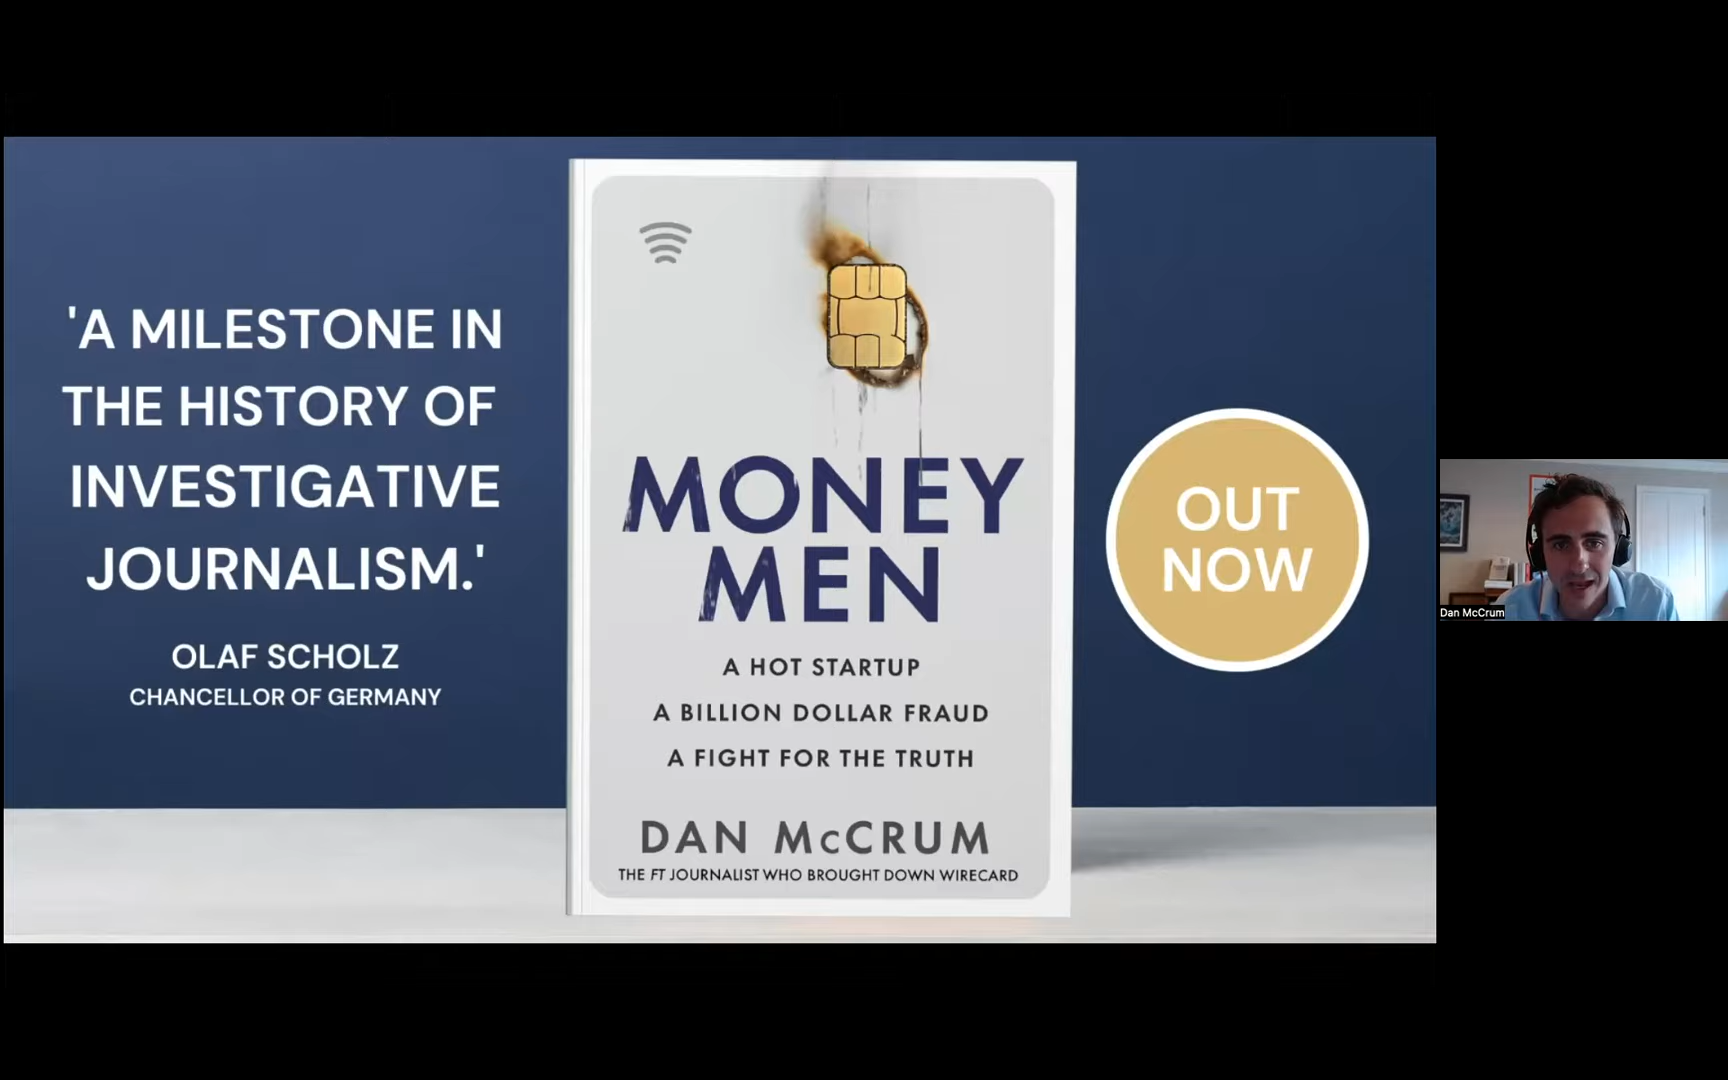 'A MILESTONE IN
THE HISTORY OF
INVESTIGATIVE
JOURNALISM.'
OLAF SCHOLZ
CHANCELLOR OF GERMANY
MONEY
MEN
A HOT STARTUP
A BILLION DOLLAR FRAUD
A FIGHT FOR THE TRUTH
DAN McCRUM
THE FT JOURNALIST WHO BROUGHT DOWN WIRECARD
OUT
NOW
Dan McCrum